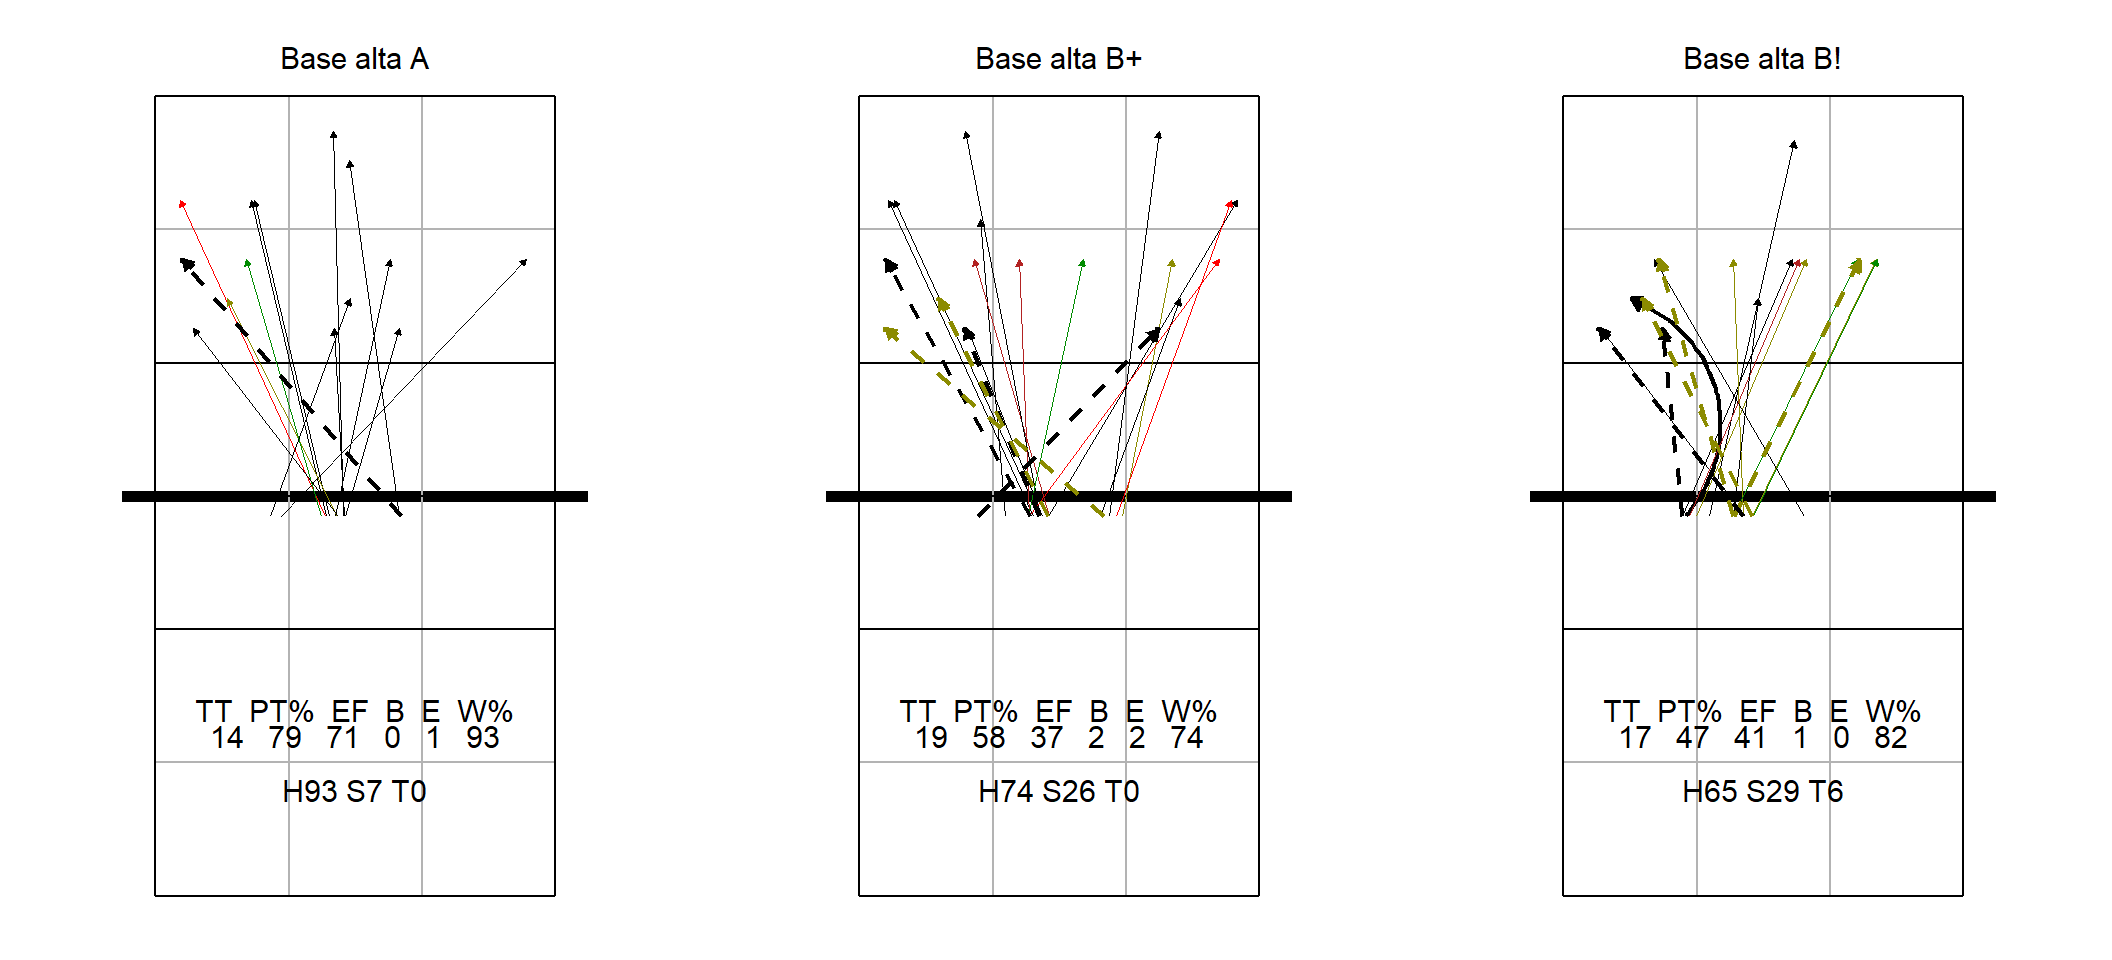 Base alta A
TT PT% EF B E W%
14 79 71 0 1 93
H93 S7 T0
Base alta B+
TT PT% EF B E W%
19 58 37 2 2 74
H74 S26 T0
Base alta B!
TT PT% EF B E W%
17 47 41 1 0 82
H65 S29 T6